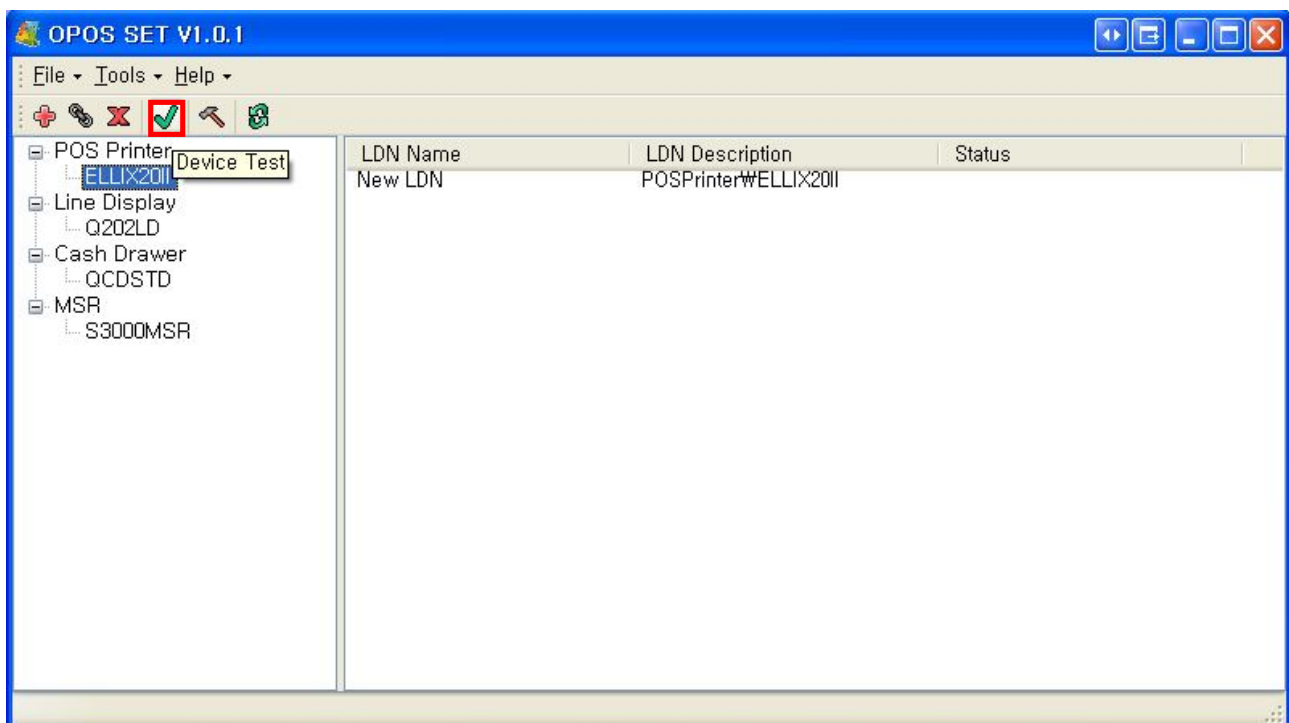 OPOS SET V1.0.1
File Tools Help
POS Printer
Device Test
ELLIX20II
Line Display
Q202LD
Cash Drawer
QCDSTD
MSR
S3000MSR
LDN Name LDN Description Status
New LDN POSPrinter₩ELLIX20II